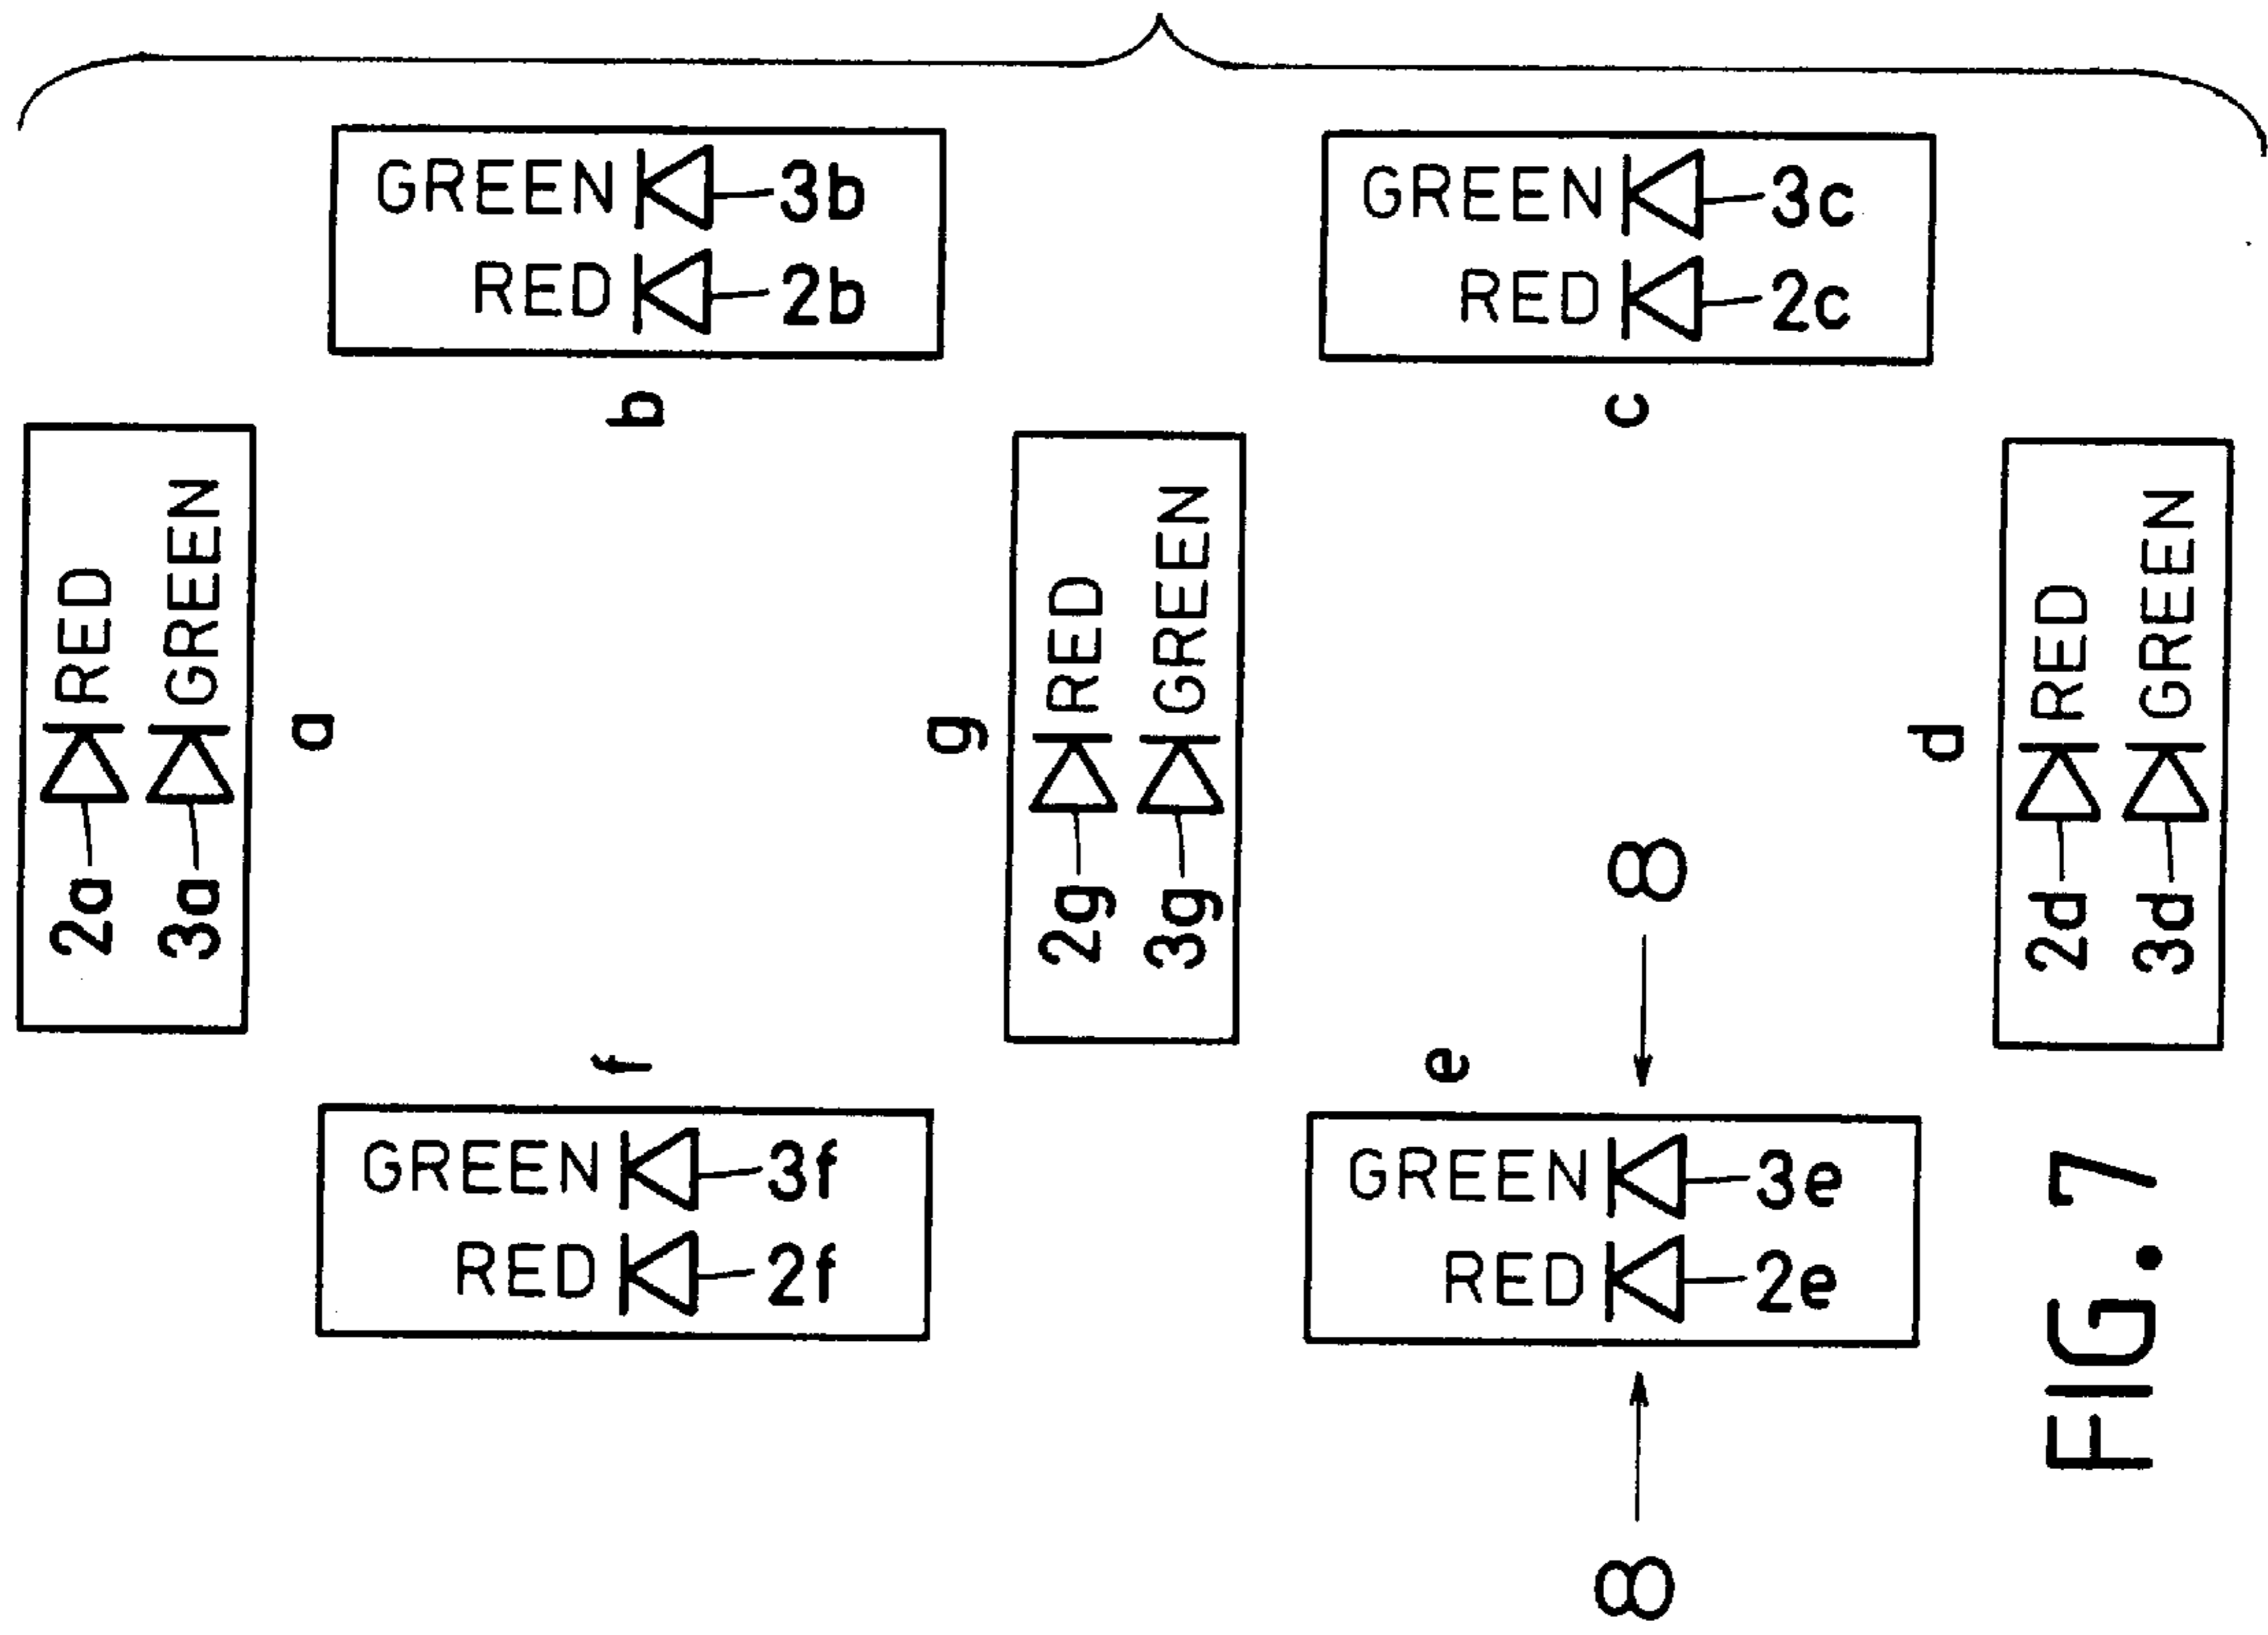 2a RED
3a GREEN
a
GREEN 3b
RED 2b
b
GREEN 3f
RED 2f
f
g
2g RED
3g GREEN
GREEN 3c
RED 2c
c
e
GREEN 3e
RED 2e
8
8
d
2d RED
3d GREEN
FIG. 7